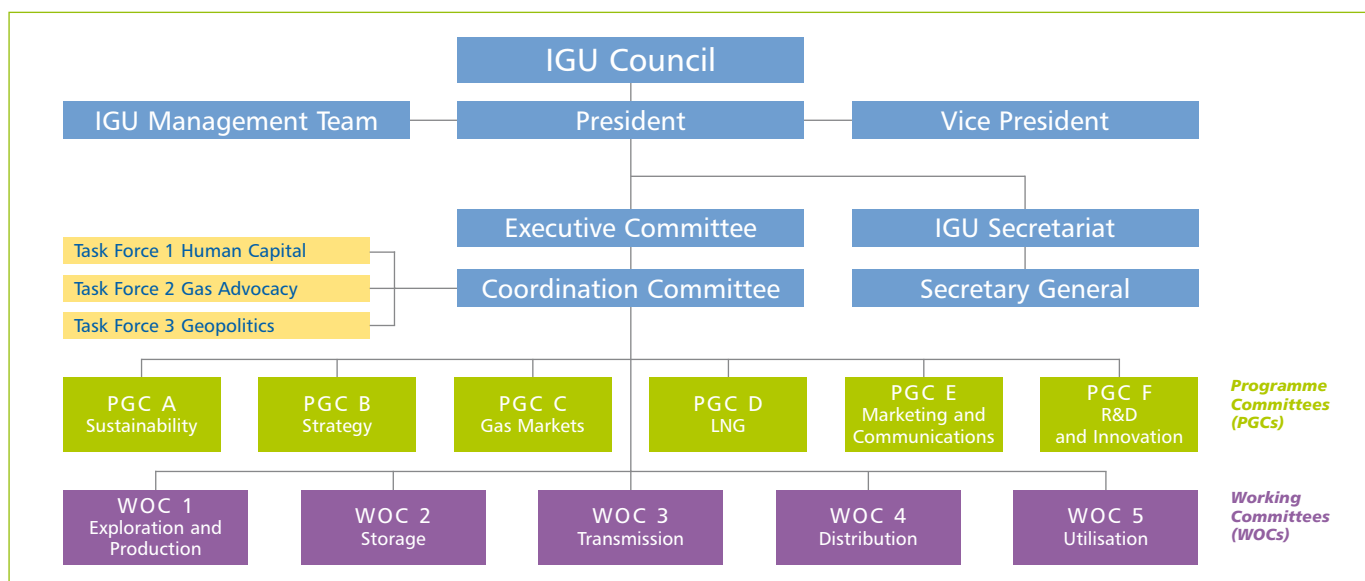 IGU Council
IGU Management Team
President
Vice President
Executive Committee
IGU Secretariat
Task Force 1 Human Capital
Task Force 2 Gas Advocacy
Task Force 3 Geopolitics
Coordination Committee
Secretary General
PGC A
Sustainability
PGC B
Strategy
PGC C
Gas Markets
PGC D
LNG
PGC E
Marketing and
Communications
PGC F
R&D
and Innovation
Programme
Committees
(PGCs)
WOC 1
Exploration and
Production
WOC 2
Storage
WOC 3
Transmission
WOC 4
Distribution
WOC 5
Utilisation
Working
Committees
(WOCs)